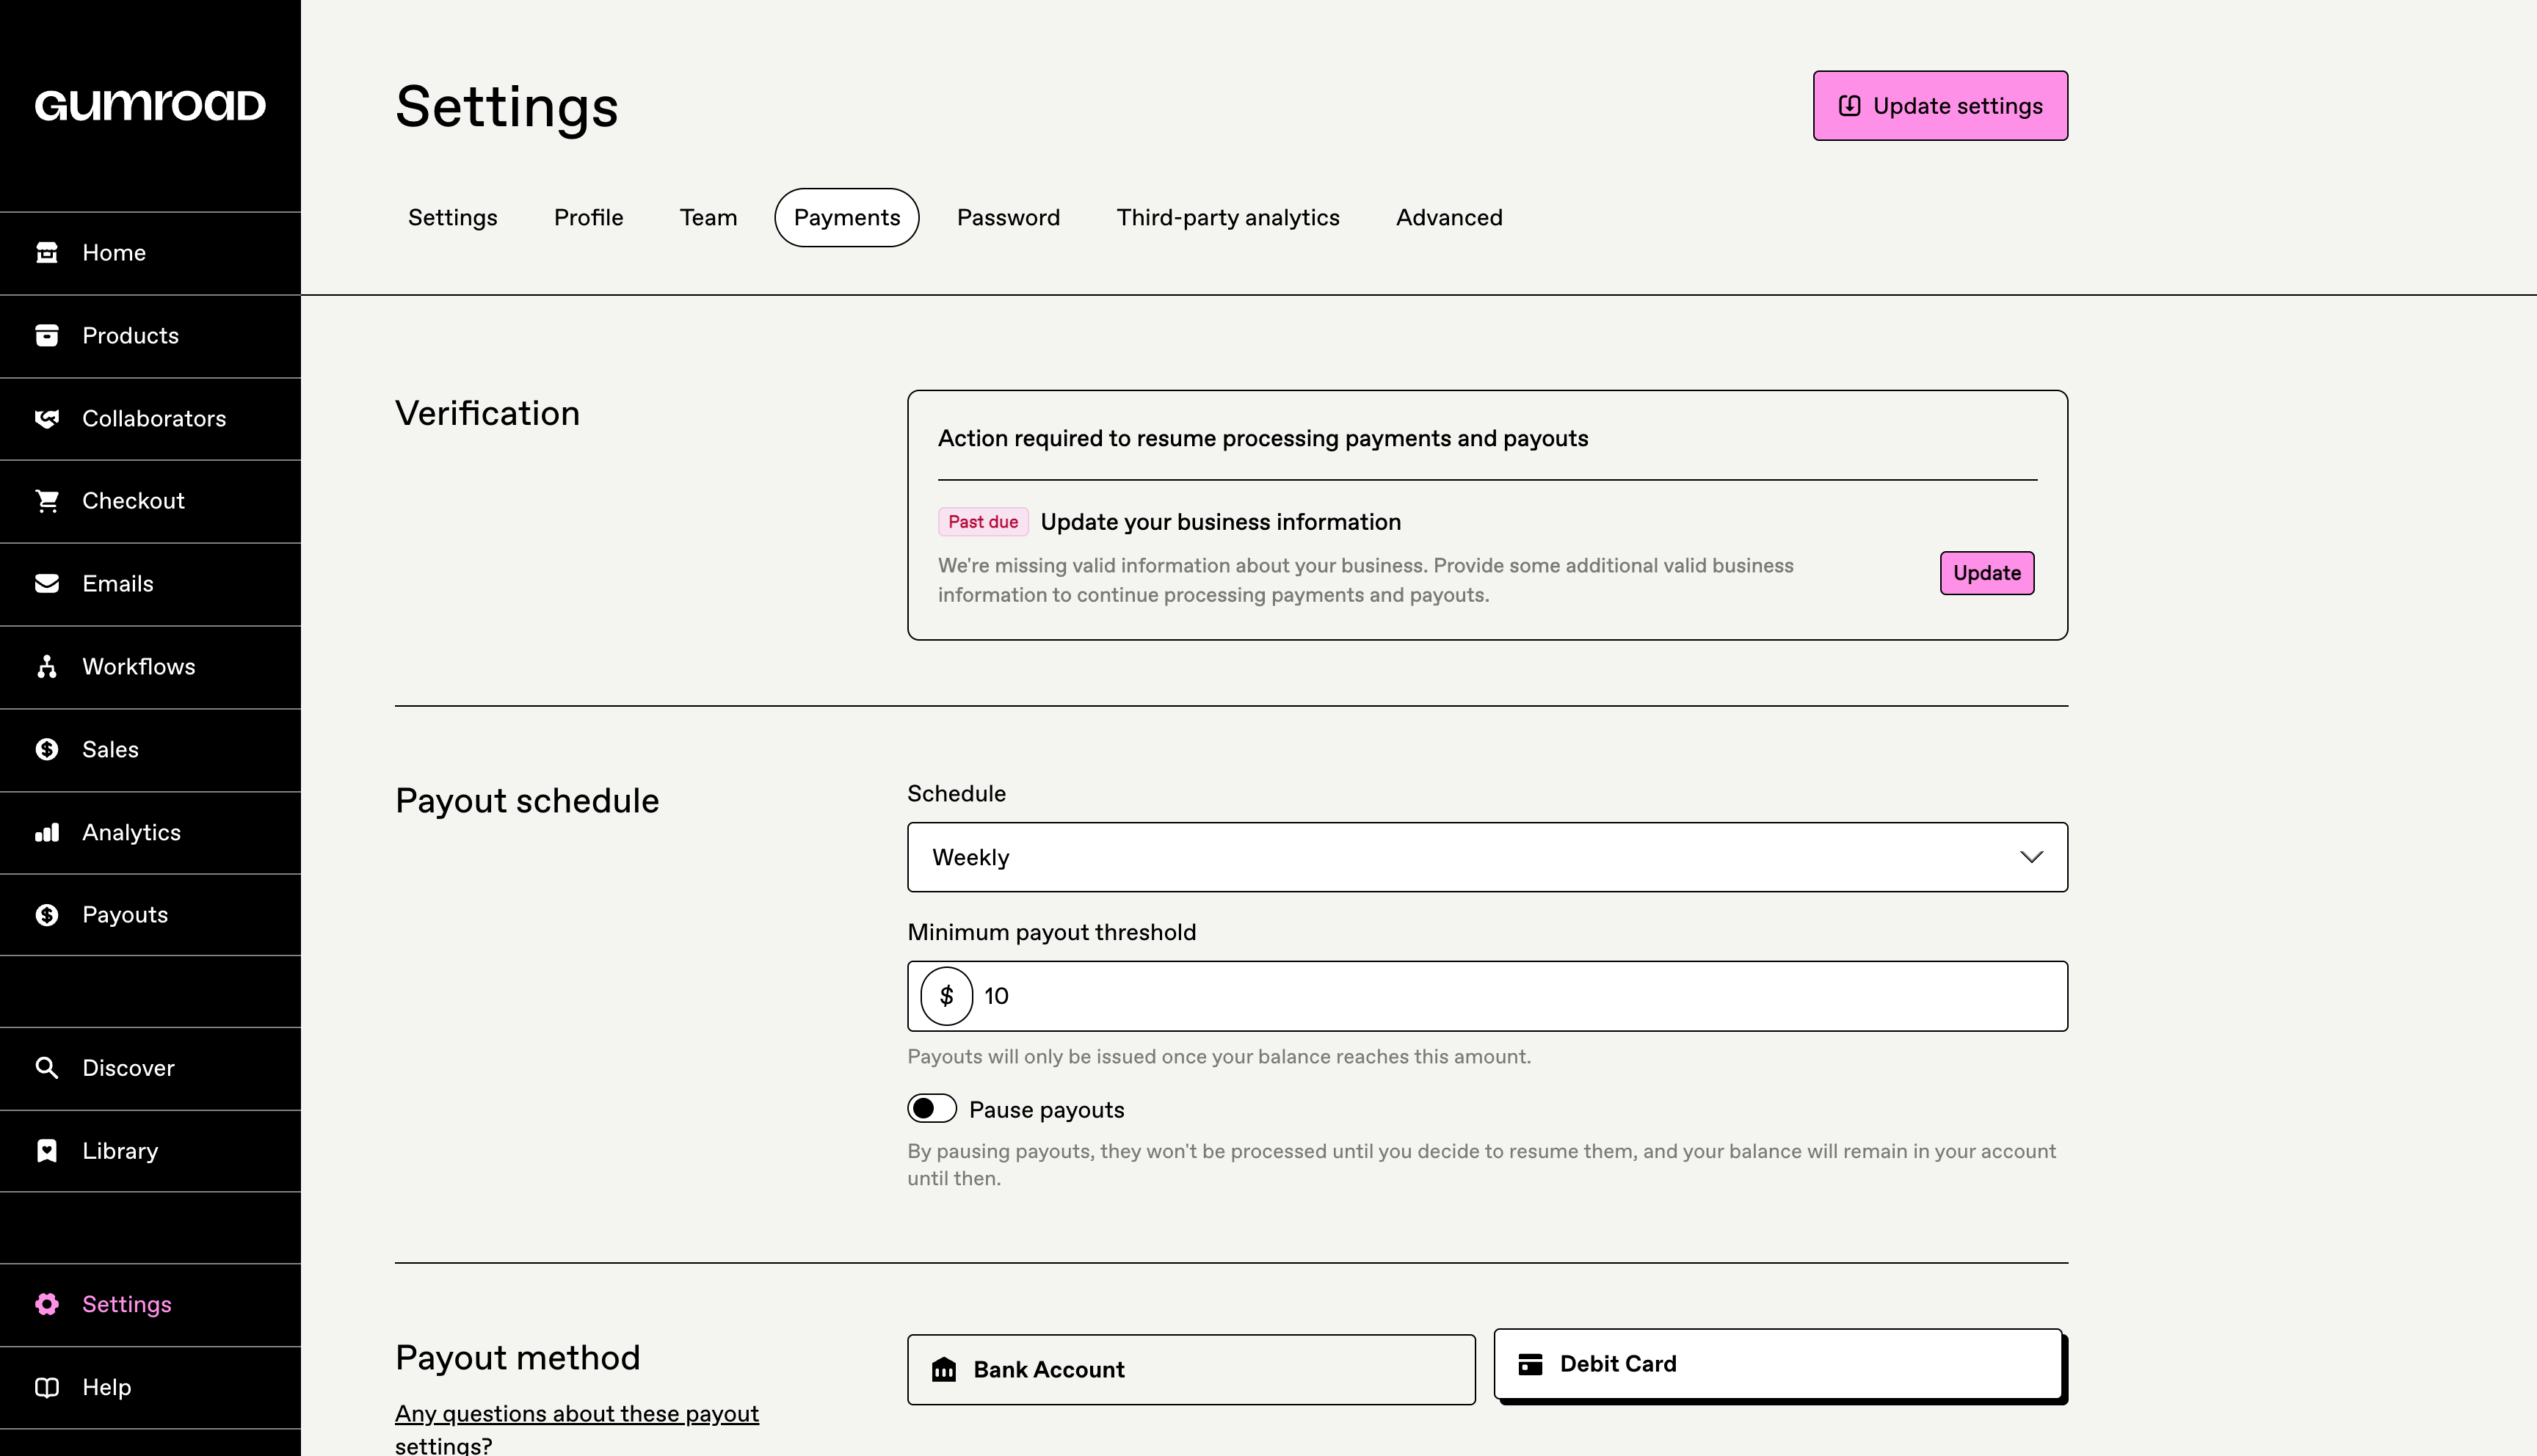 GUMROAD
Home
Products
Collaborators
Checkout
Emails
Workflows
Sales
Analytics
Payouts
Discover
Library
Settings
Help
Settings
Update settings
Settings
Profile
Team
Payments
Password
Third-party analytics
Advanced
Verification
Action required to resume processing payments and payouts
Past due Update your business information
We're missing valid information about your business. Provide some additional valid business
information to continue processing payments and payouts.
Update
Payout schedule
Schedule
Weekly
Minimum payout threshold
$ 10
Payouts will only be issued once your balance reaches this amount.
Pause payouts
By pausing payouts, they won't be processed until you decide to resume them, and your balance will remain in your account
until then.
Payout method
Any questions about these payout
settings?
Bank Account
Debit Card